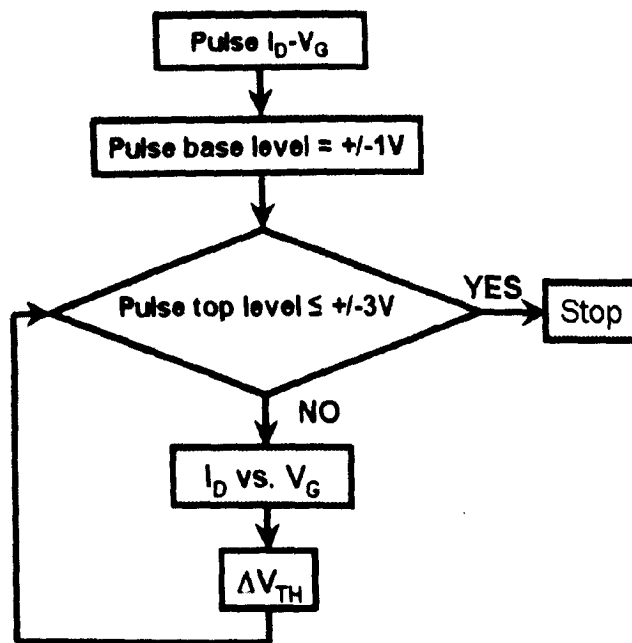 Pulse I_D-V_G
Pulse base level = +/-1V
Pulse top level ≤ +/-3V
YES
Stop
NO
I_D vs. V_G
ΔV_TH